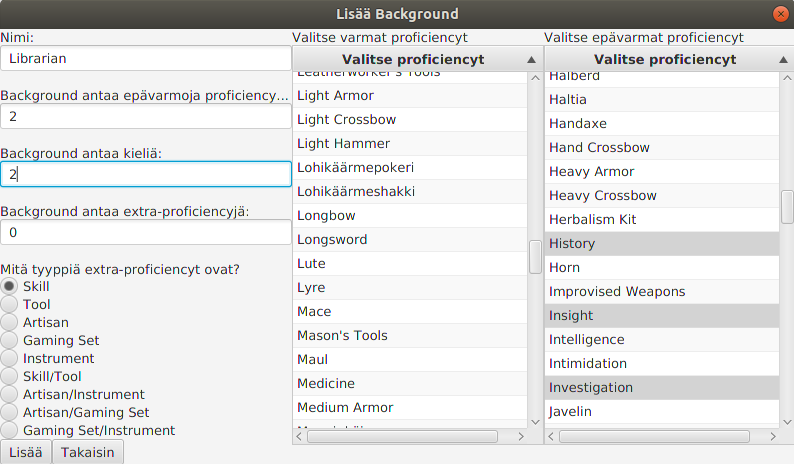 Lisää Background
Nimi:
Librarian
Background antaa epävarmoja proficiency...
2
Background antaa kieliä:
2
Background antaa extra-proficiencyjä:
0
Mitä tyyppiä extra-proficiencyt ovat?
Skill
Tool
Artisan
Gaming Set
Instrument
Skill/Tool
Artisan/Instrument
Artisan/Gaming Set
Gaming Set/Instrument
Lisää
Takaisin
Valitse varmat proficiencyt
Valitse proficiencyt
Leatherworker's Tools
Light Armor
Light Crossbow
Light Hammer
Lohikäärmepokeri
Lohikäärmeshakki
Longbow
Longsword
Lute
Lyre
Mace
Mason's Tools
Maul
Medicine
Medium Armor
Valitse epävarmat proficiencyt
Valitse proficiencyt
Halberd
Haltia
Handaxe
Hand Crossbow
Heavy Armor
Heavy Crossbow
Herbalism Kit
History
Horn
Improvised Weapons
Insight
Intelligence
Intimidation
Investigation
Javelin